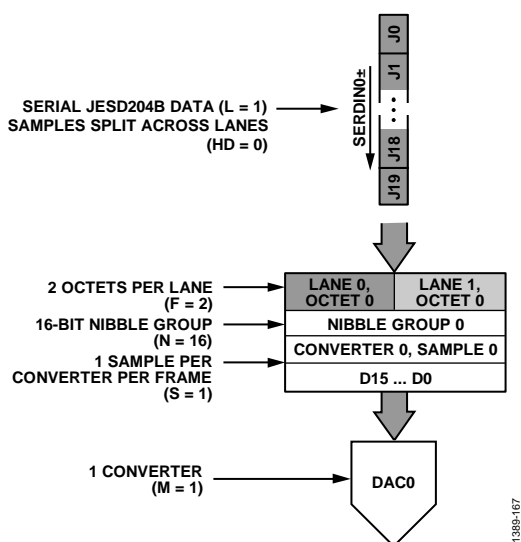 J0
J1
SERDIN0±
SERIAL JESD204B DATA (L = 1)
SAMPLES SPLIT ACROSS LANES
(HD = 0)
J18
J19
2 OCTETS PER LANE
(F = 2)
LANE 0,
OCTET 0
LANE 1,
OCTET 0
16-BIT NIBBLE GROUP
(N = 16)
NIBBLE GROUP 0
1 SAMPLE PER
CONVERTER PER FRAME
(S = 1)
CONVERTER 0, SAMPLE 0
D15 ... D0
1 CONVERTER
(M = 1)
DAC0
1389-167